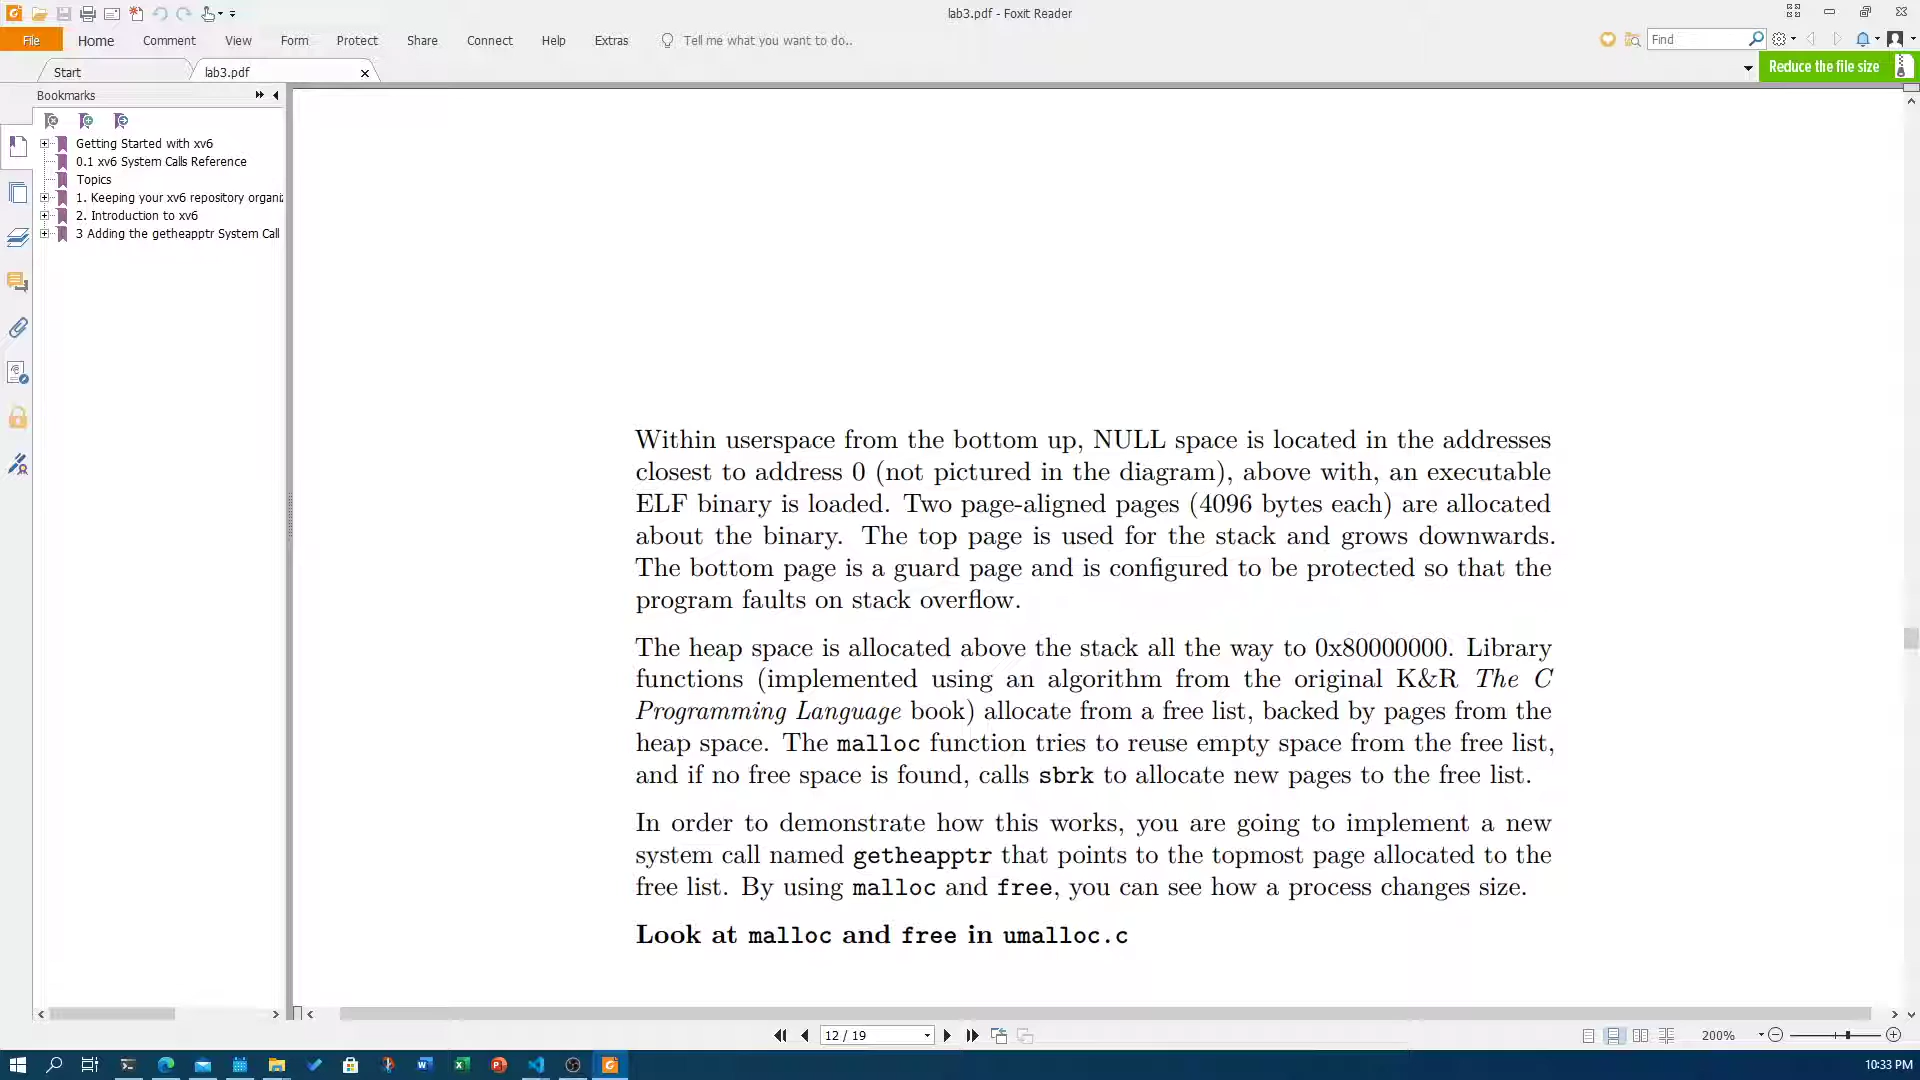 lab3.pdf - Foxit Reader
File
Home
Comment
View
Form
Protect
Share
Connect
Help
Extras
Tell me what you want to do..
Find
Start
lab3.pdf
Reduce the file size
Bookmarks
Getting Started with xv6
0.1 xv6 System Calls Reference
Topics
1. Keeping your xv6 repository organi
2. Introduction to xv6
3 Adding the getheapptr System Call
Within userspace from the bottom up, NULL space is located in the addresses
closest to address 0 (not pictured in the diagram), above with, an executable
ELF binary is loaded. Two page-aligned pages (4096 bytes each) are allocated
about the binary. The top page is used for the stack and grows downwards.
The bottom page is a guard page and is configured to be protected so that the
program faults on stack overflow.
The heap space is allocated above the stack all the way to 0x80000000. Library
functions (implemented using an algorithm from the original K&R The C
Programming Language book) allocate from a free list, backed by pages from the
heap space. The malloc function tries to reuse empty space from the free list,
and if no free space is found, calls sbrk to allocate new pages to the free list.
In order to demonstrate how this works, you are going to implement a new
system call named getheapptr that points to the topmost page allocated to the
free list. By using malloc and free, you can see how a process changes size.
Look at malloc and free in umalloc.c
12 / 19
200%
10:33 PM